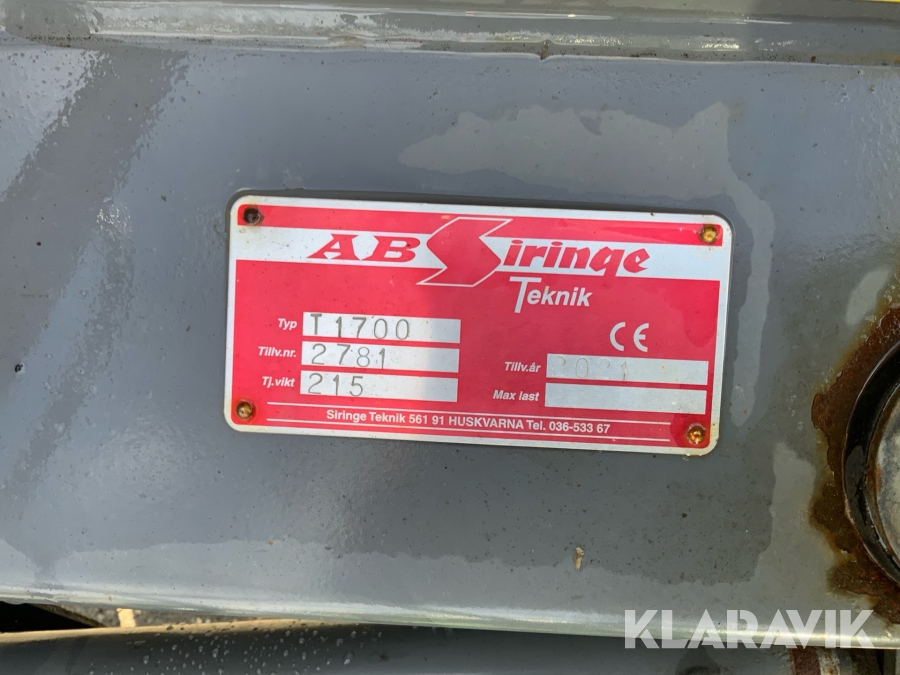 AB Siringe
Teknik
Typ T1700
Tillv.nr. 2781
Tj.vikt 215
CE
Tillv.år 2021
Max last
Siringe Teknik 561 91 HUSKVARNA Tel. 036-533 67
KLARAVIK